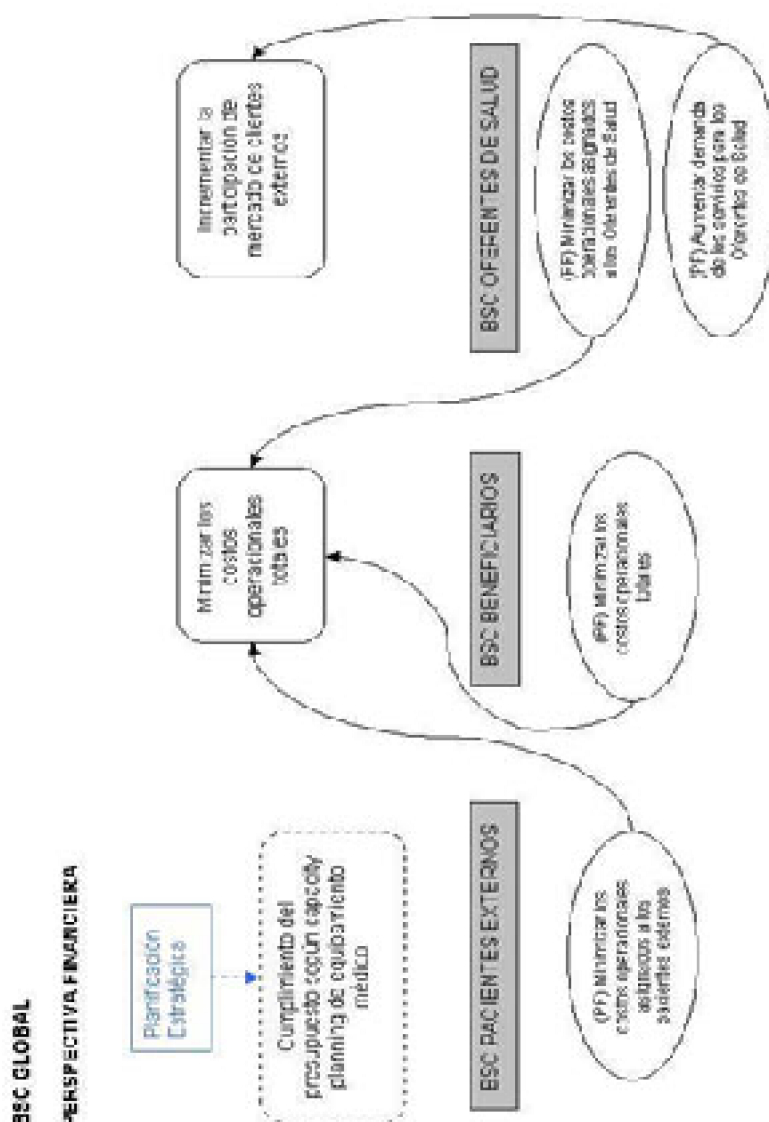 BSC GLOBAL
PERSPECTIVA FINANCIERA
Planificación
Estratégica
Cumplimiento del
presupuesto según capacity
planning de equipamiento
médico
Minimizar los
costos
operacionales
totales
Incrementar la
participación de
mercado de clientes
externos
BSC PACIENTES EXTERNOS
BSC BENEFICIARIOS
BSC OFERENTES DE SALUD
(PF) Minimizar los
costos operacionales
asignados a los
pacientes externos
(PF) Minimizar los
costos operacionales
totales
(PF) Minimizar los costos
operacionales asignados
a los Oferentes de Salud
(PF) Aumentar demanda
de los servicios para los
Oferentes de Salud